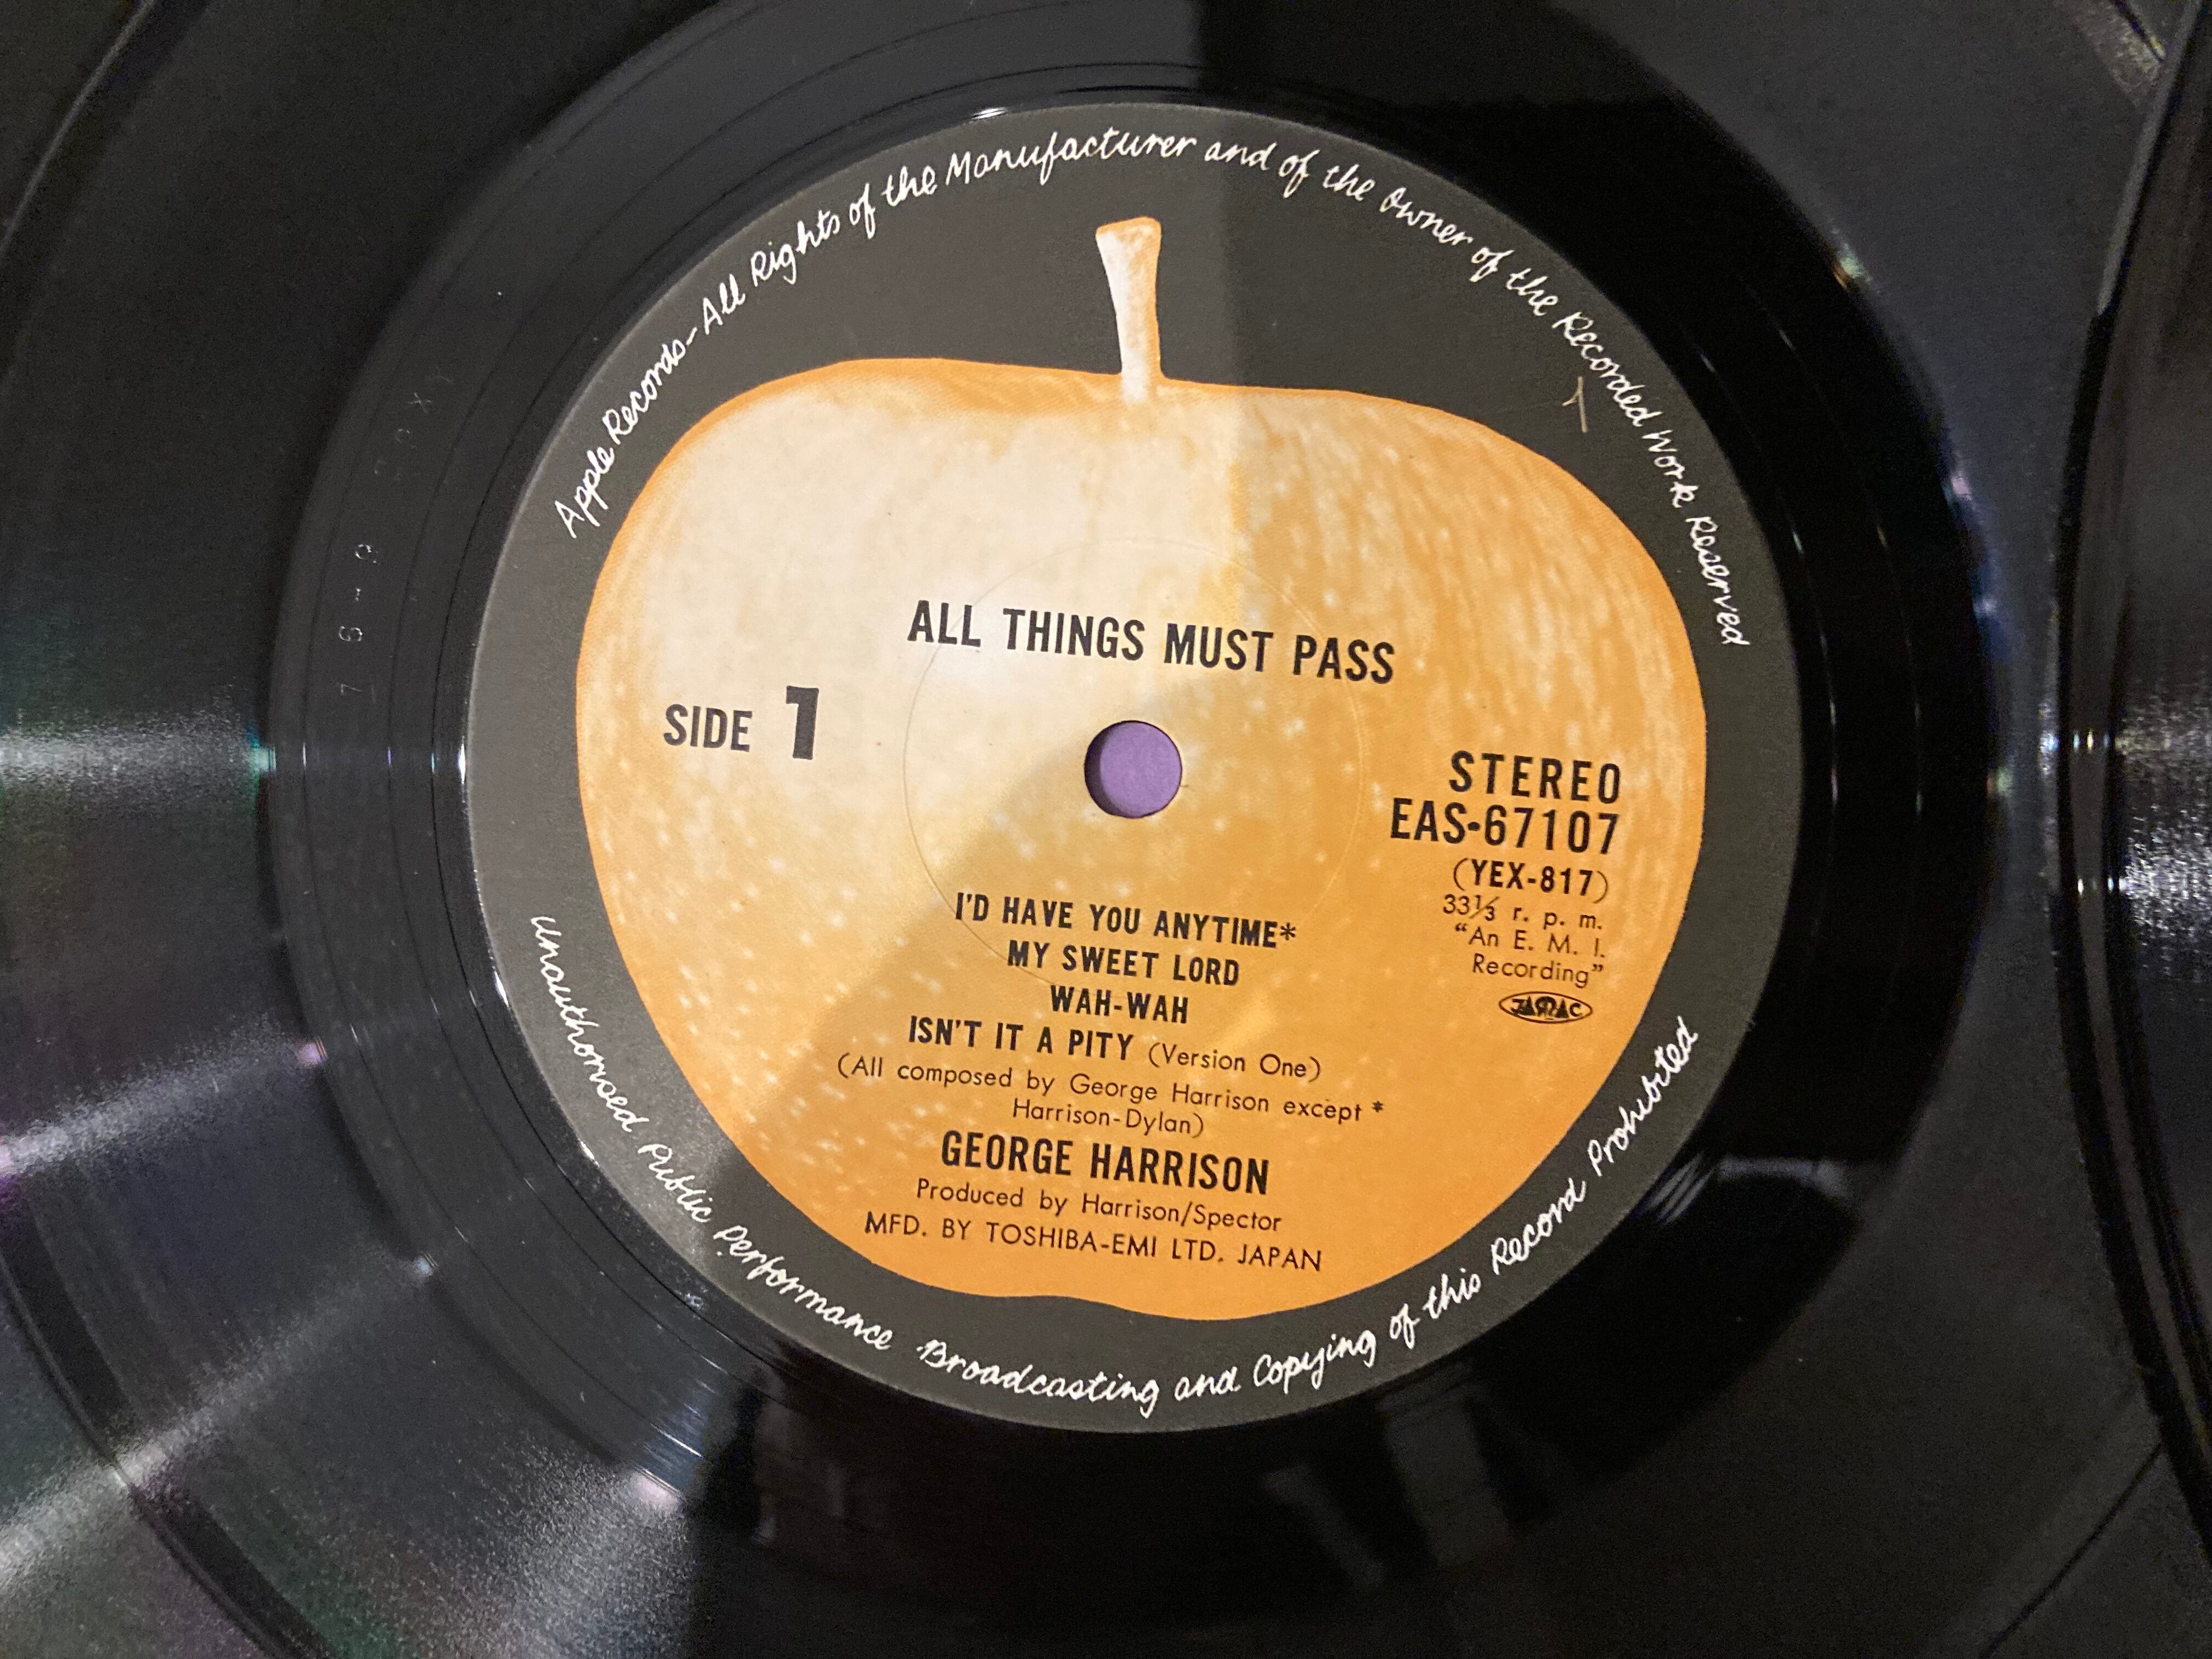 Apple Records-All Rights of the Manufacturer and of the Owner of the Recorded Work Reserved
ALL THINGS MUST PASS
SIDE 1
STEREO
EAS-67107
(YEX-817)
33⅓ r. p. m.
"An E. M. I.
Recording"
JASRAC
I'D HAVE YOU ANYTIME*
MY SWEET LORD
WAH-WAH
ISN'T IT A PITY (Version One)
(All composed by George Harrison except *
Harrison-Dylan)
GEORGE HARRISON
Produced by Harrison/Spector
MFD. BY TOSHIBA-EMI LTD. JAPAN
Unauthorised Public Performance Broadcasting and Copying of this Record Prohibited